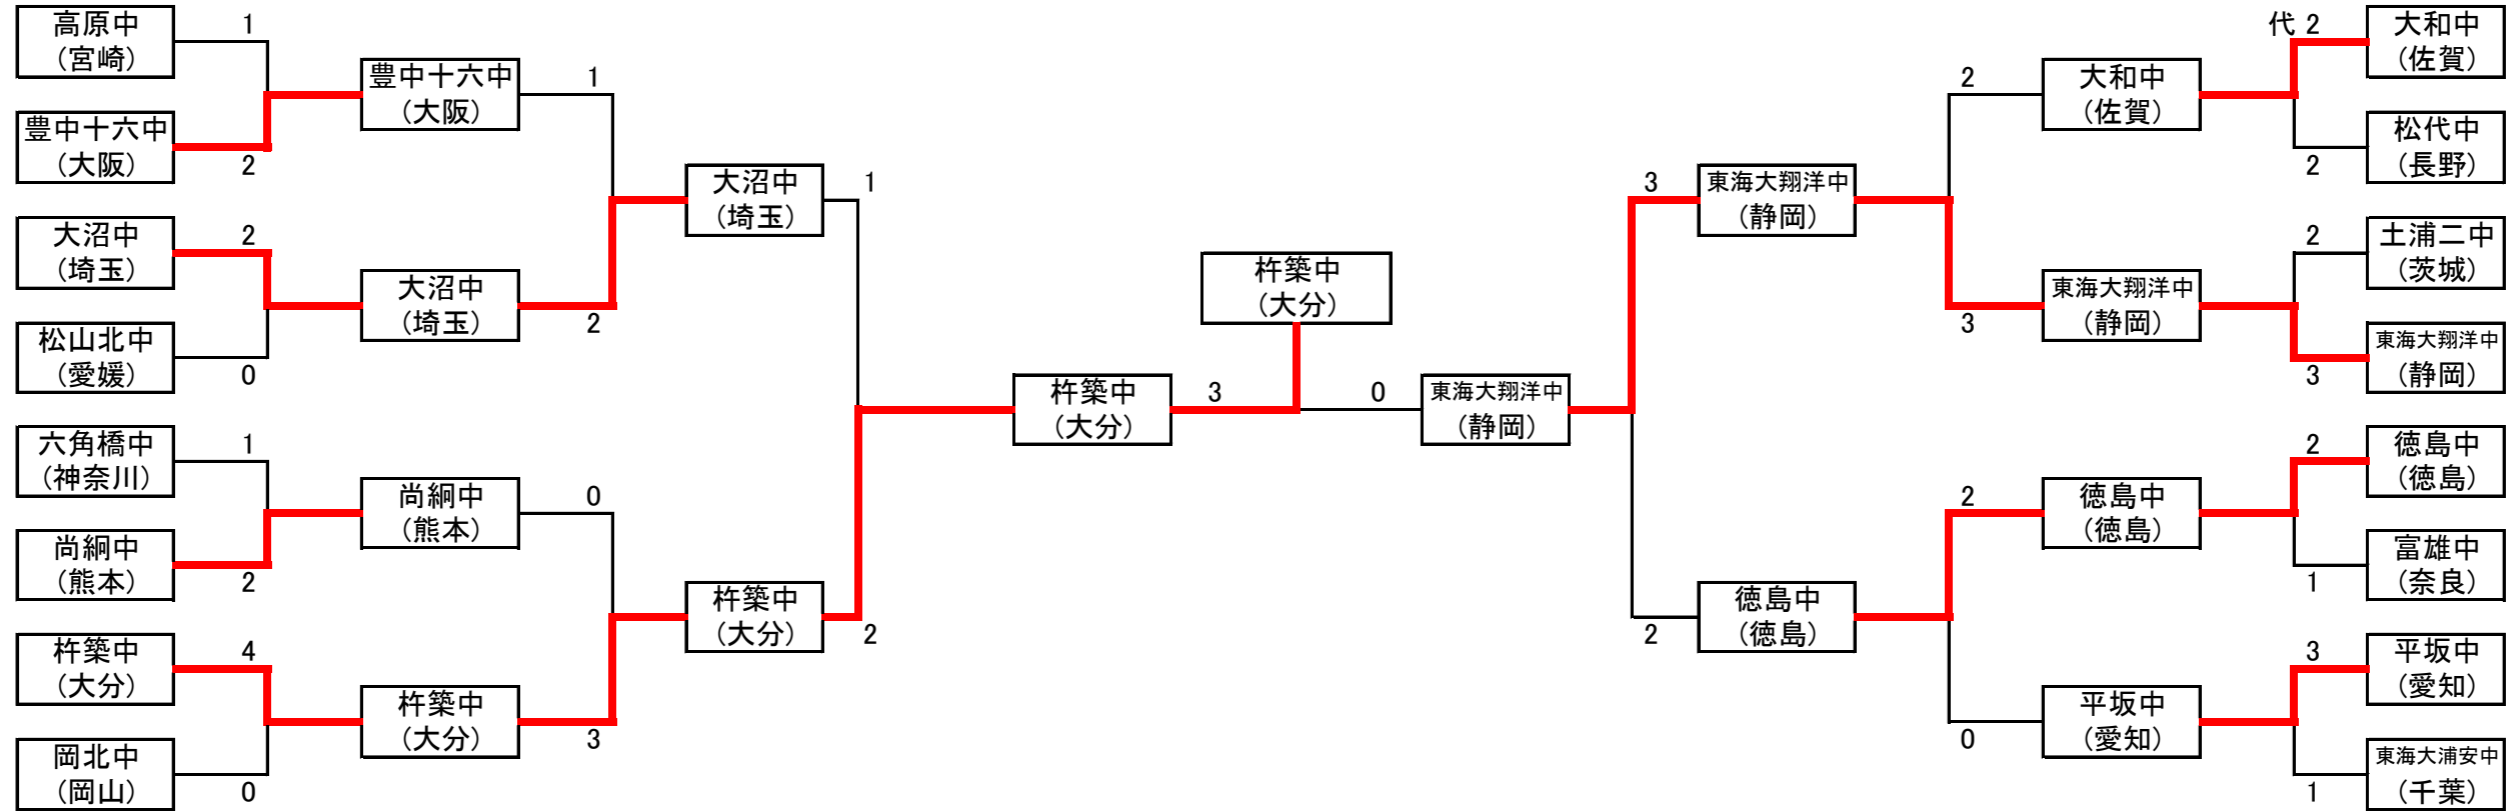 高原中
(宮崎)
1
豊中十六中
(大阪)
2
大沼中
(埼玉)
2
松山北中
(愛媛)
0
六角橋中
(神奈川)
1
尚絅中
(熊本)
2
杵築中
(大分)
4
岡北中
(岡山)
0
豊中十六中
(大阪)
1
大沼中
(埼玉)
2
尚絅中
(熊本)
0
杵築中
(大分)
3
大沼中
(埼玉)
1
杵築中
(大分)
2
杵築中
(大分)
3
杵築中
(大分)
0
東海大翔洋中
(静岡)
3
東海大翔洋中
(静岡)
2
徳島中
(徳島)
2
大和中
(佐賀)
3
東海大翔洋中
(静岡)
2
徳島中
(徳島)
0
平坂中
(愛知)
代 2
大和中
(佐賀)
2
松代中
(長野)
2
土浦二中
(茨城)
3
東海大翔洋中
(静岡)
2
徳島中
(徳島)
1
富雄中
(奈良)
3
平坂中
(愛知)
1
東海大浦安中
(千葉)